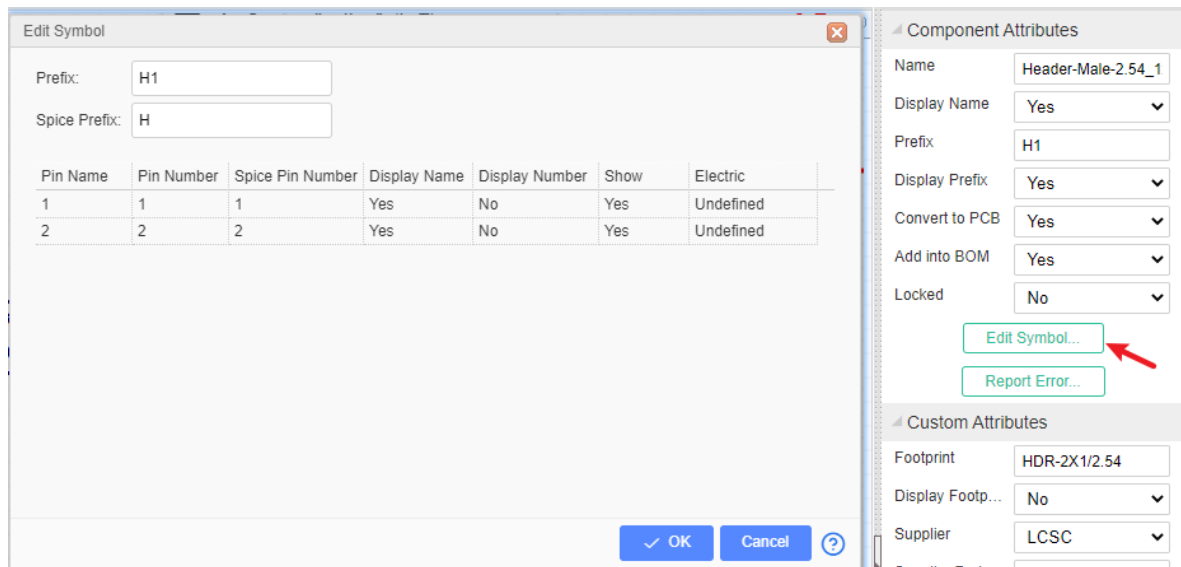 Edit Symbol
Prefix: H1
Spice Prefix: H
Pin Name Pin Number Spice Pin Number Display Name Display Number Show Electric
1 1 1 Yes No Yes Undefined
2 2 2 Yes No Yes Undefined
OK Cancel ?
Component Attributes
Name Header-Male-2.54_1
Display Name Yes
Prefix H1
Display Prefix Yes
Convert to PCB Yes
Add into BOM Yes
Locked No
Edit Symbol...
Report Error...
Custom Attributes
Footprint HDR-2X1/2.54
Display Footp... No
Supplier LCSC